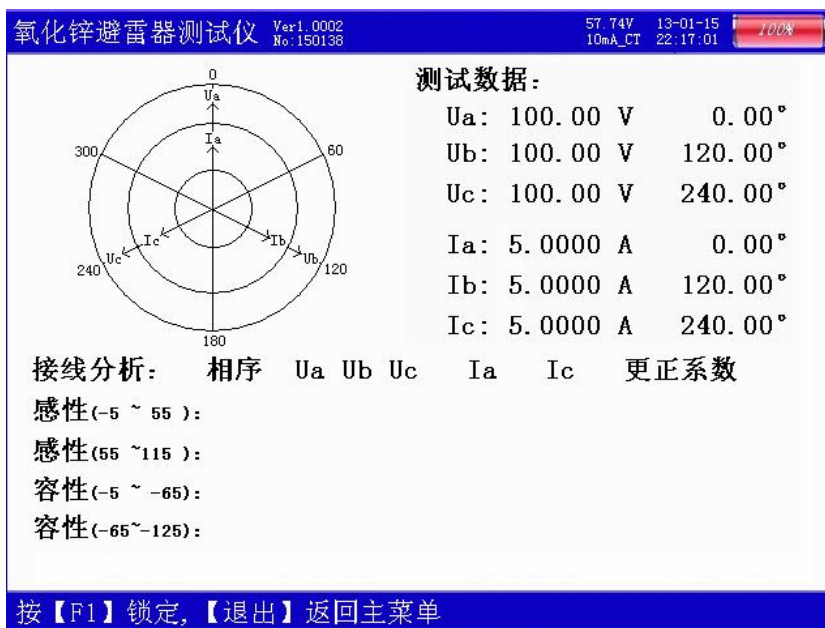 氧化锌避雷器测试仪 Ver1.0002 No:150138 57.74V 10mA_CT 13-01-15 22:17:01 100%
测试数据:
0
Ua
Ia
300
60
Ic
Ib
Uc
Ub
240
120
180
Ua: 100.00 V 0.00°
Ub: 100.00 V 120.00°
Uc: 100.00 V 240.00°
Ia: 5.0000 A 0.00°
Ib: 5.0000 A 120.00°
Ic: 5.0000 A 240.00°
接线分析: 相序 Ua Ub Uc Ia Ic 更正系数
感性(-5 ~ 55 ):
感性(55 ~115 ):
容性(-5 ~ -65):
容性(-65~-125):
按【F1】锁定,【退出】返回主菜单